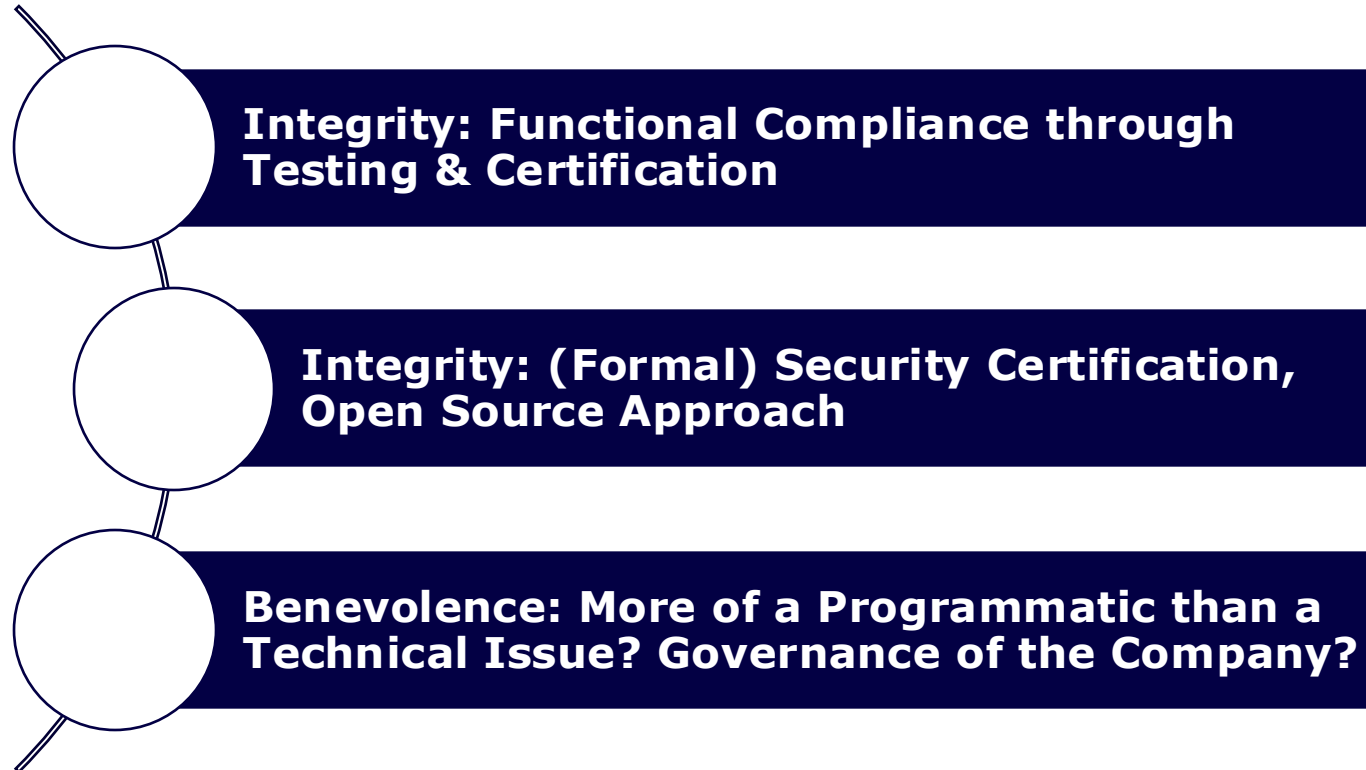 Integrity: Functional Compliance through
Testing & Certification
Integrity: (Formal) Security Certification,
Open Source Approach
Benevolence: More of a Programmatic than a
Technical Issue? Governance of the Company?